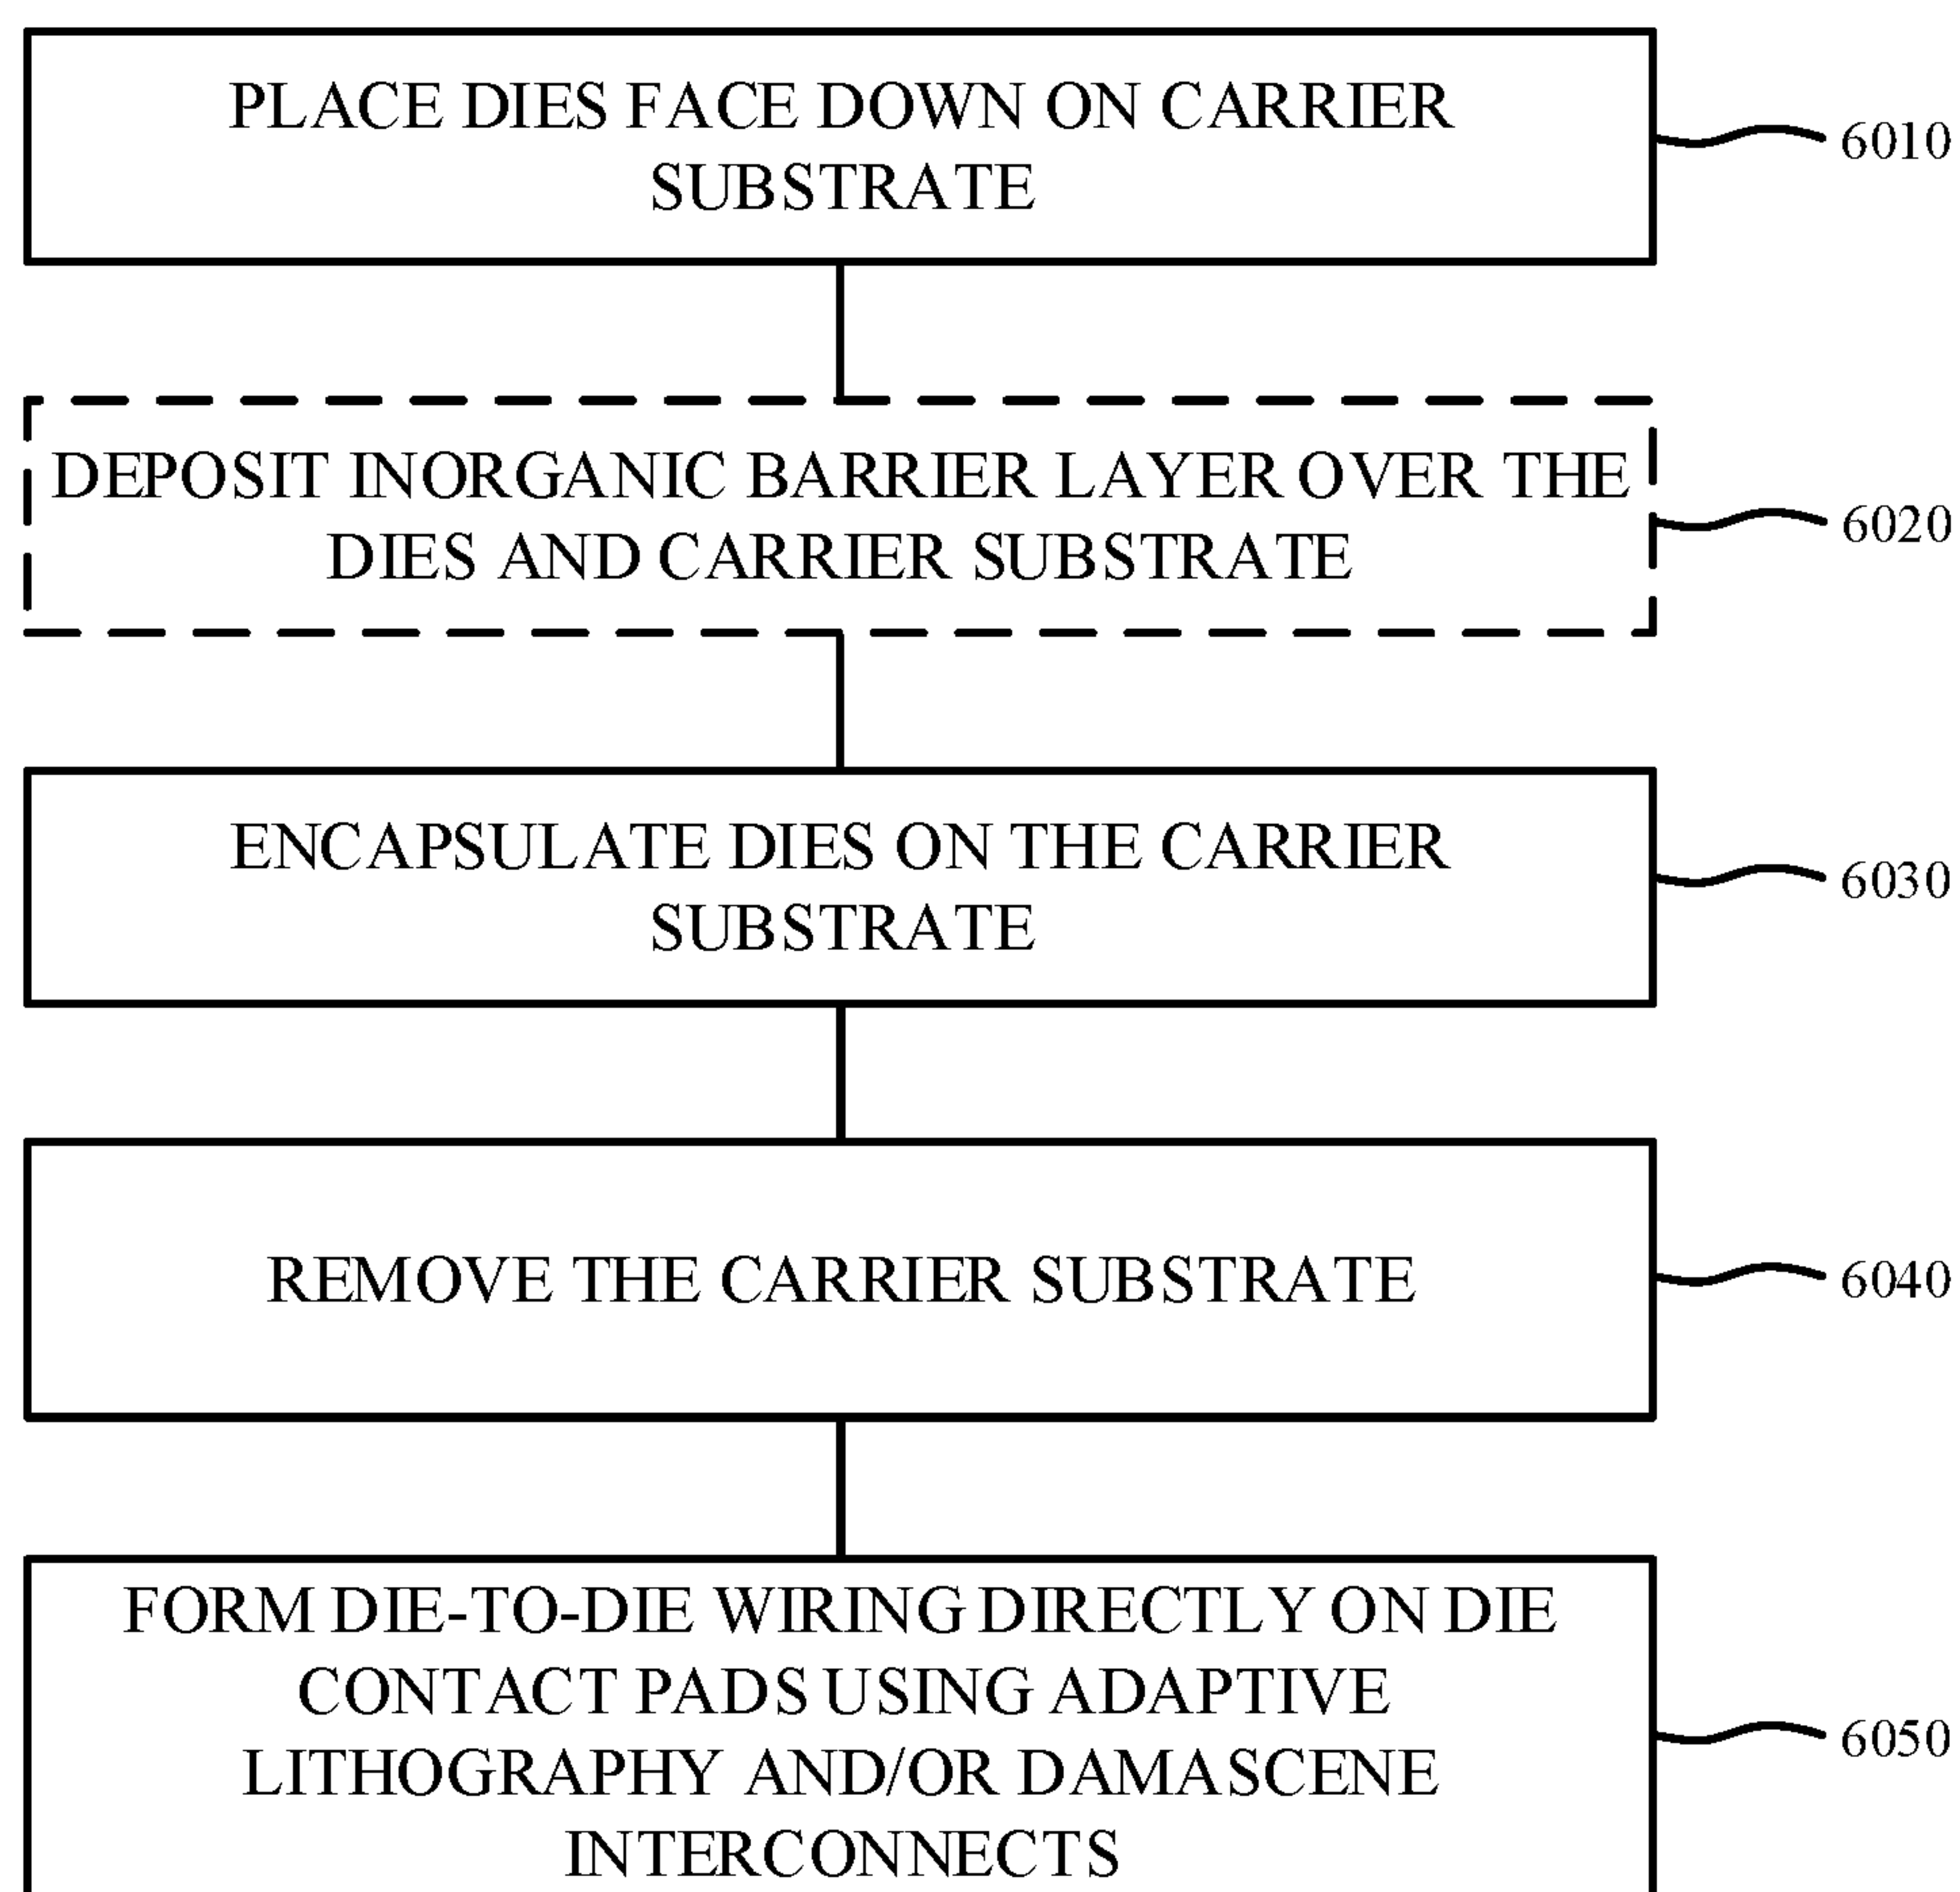 PLACE DIES FACE DOWN ON CARRIER
SUBSTRATE
6010
DEPOSIT INORGANIC BARRIER LAYER OVER THE
DIES AND CARRIER SUBSTRATE
6020
ENCAPSULATE DIES ON THE CARRIER
SUBSTRATE
6030
REMOVE THE CARRIER SUBSTRATE
6040
FORM DIE-TO-DIE WIRING DIRECTLY ON DIE
CONTACT PADS USING ADAPTIVE
LITHOGRAPHY AND/OR DAMASCENE
INTERCONNECTS
6050